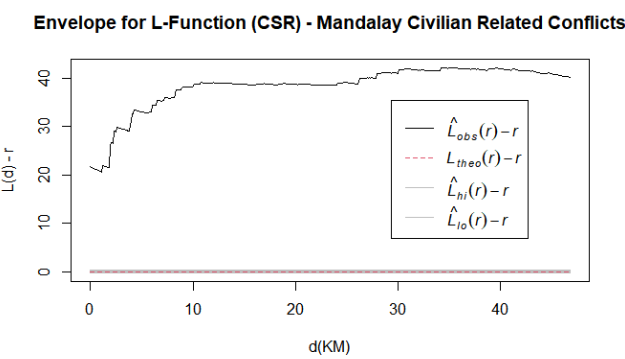 Envelope for L-Function (CSR) - Mandalay Civilian Related Conflicts
L(d) - r
40
30
20
10
0
L̂obs(r) – r
Ltheo(r) – r
L̂hi(r) – r
L̂lo(r) – r
0 10 20 30 40
d(KM)